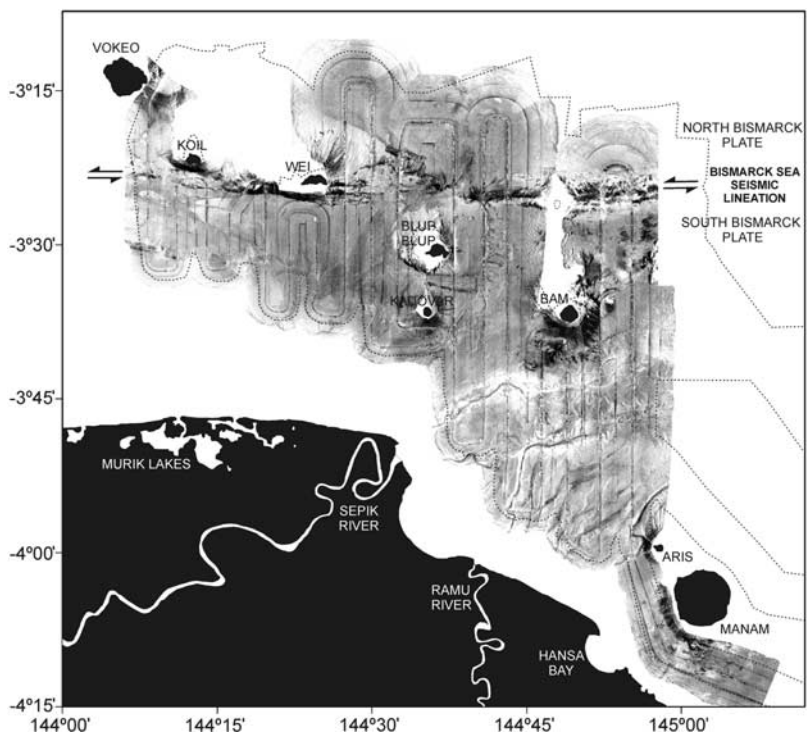 VOKEO
-3°15'
KOIL
WEI
NORTH BISMARCK
PLATE
BISMARCK SEA
SEISMIC
LINEATION
SOUTH BISMARCK
PLATE
-3°30'
BLUP
BLUP
KADOVAR
BAM
-3°45'
MURIK LAKES
SEPIK
RIVER
-4°00'
ARIS
RAMU
RIVER
MANAM
HANSA
BAY
-4°15'
144°00'
144°15'
144°30'
144°45'
145°00'